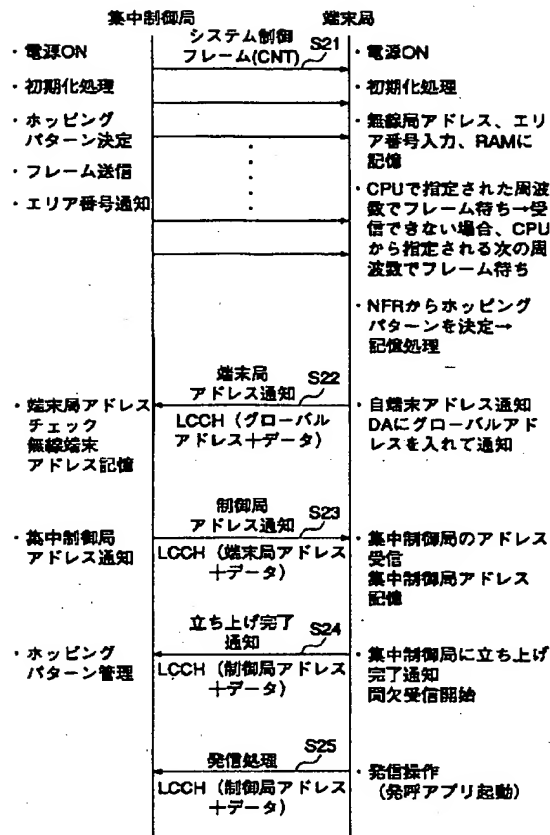 集中制御局
端末局
システム制御
フレーム(CNT)
S21
・電源ON
・電源ON
・初期化処理
・初期化処理
・ホッピング
パターン決定
・無線局アドレス、エリ
ア番号入力、RAMに
記憶
・フレーム送信
・エリア番号通知
・CPUで指定された周波
数でフレーム待ち→受
信できない場合、CPU
から指定される次の周
波数でフレーム待ち
・NFRからホッピング
パターンを決定→
記憶処理
端末局
アドレス通知
S22
・端末局アドレス
チェック
無線端末
アドレス記憶
LCCH（グローバル
アドレス＋データ）
・自端末アドレス通知
DAにグローバルアド
レスを入れて通知
制御局
アドレス通知
S23
・集中制御局
アドレス通知
LCCH（端末局アドレス
＋データ）
・集中制御局のアドレス
受信
集中制御局アドレス
記憶
立ち上げ完了
通知
S24
・ホッピング
パターン管理
LCCH（制御局アドレス
＋データ）
・集中制御局に立ち上げ
完了通知
間欠受信開始
発信処理
S25
LCCH（制御局アドレス
＋データ）
・発信操作
（発呼アプリ起動）